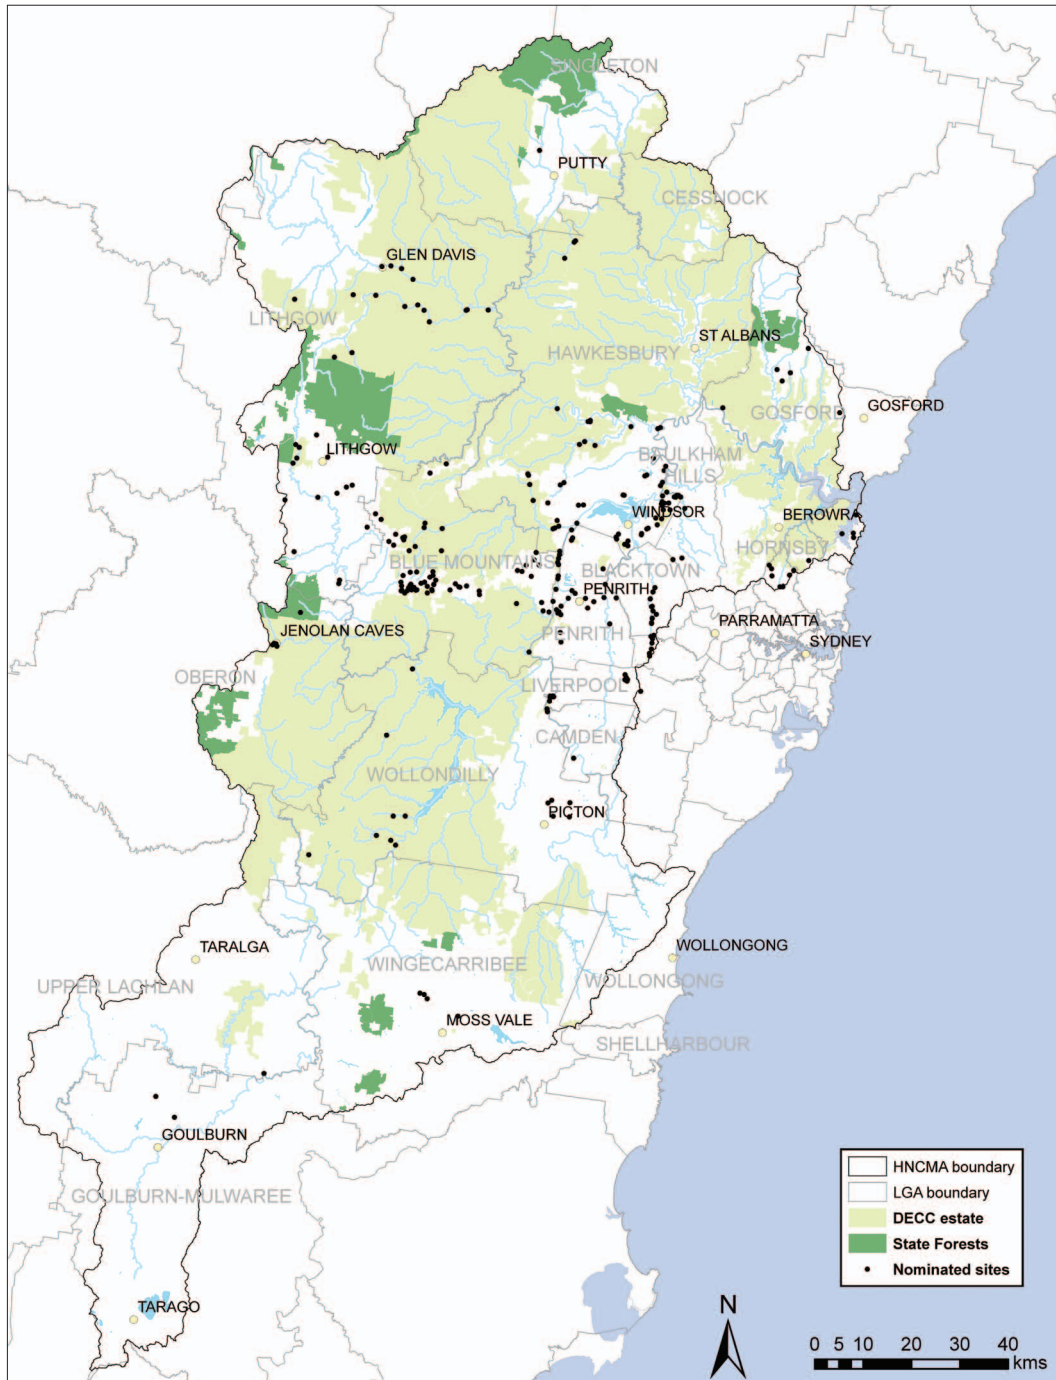 SINGLETON
PUTTY
CESSNOCK
GLEN DAVIS
LITHGOW
ST ALBANS
HAWKESBURY
GOSFORD
GOSFORD
LITHGOW
BAULKHAM
HILLS
WINDSOR
BEROWRA
HORNSBY
BLUE MOUNTAINS
BLACKTOWN
PENRITH
JENOLAN CAVES
PENRITH
PARRAMATTA
SYDNEY
OBERON
LIVERPOOL
CAMDEN
WOLLONDILLY
PICTON
TARALGA
WOLLONGONG
WINGECARRIBEE
UPPER LACHLAN
WOLLONGONG
MOSS VALE
SHELLHARBOUR
GOULBURN
GOULBURN-MULWAREE
TARAGO
HNCMA boundary
LGA boundary
DECC estate
State Forests
Nominated sites
N
0 5 10 20 30 40
kms